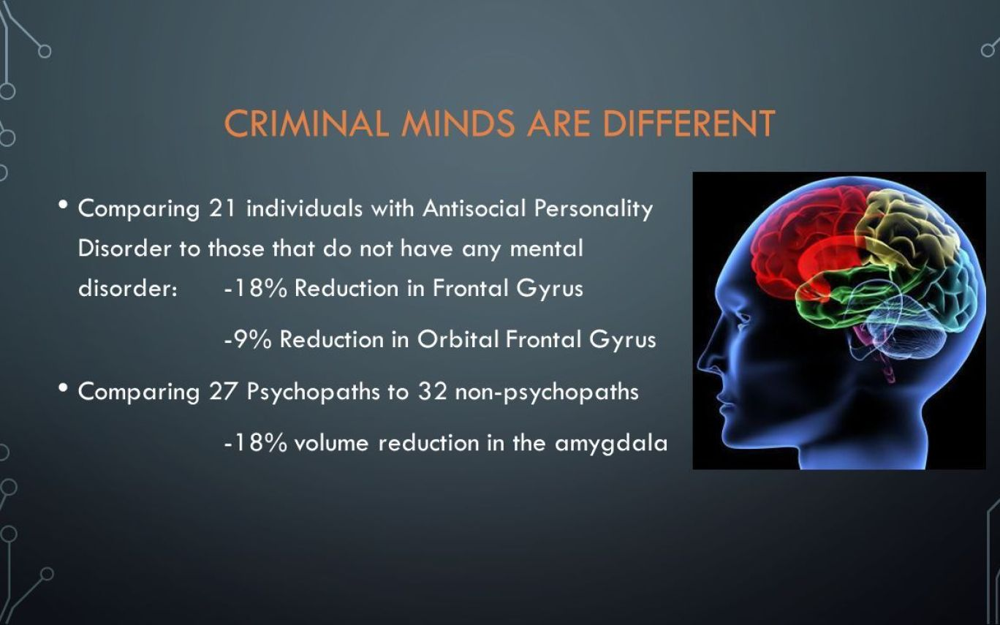 CRIMINAL MINDS ARE DIFFERENT
• Comparing 21 individuals with Antisocial Personality
Disorder to those that do not have any mental
disorder: -18% Reduction in Frontal Gyrus
-9% Reduction in Orbital Frontal Gyrus
• Comparing 27 Psychopaths to 32 non-psychopaths
-18% volume reduction in the amygdala